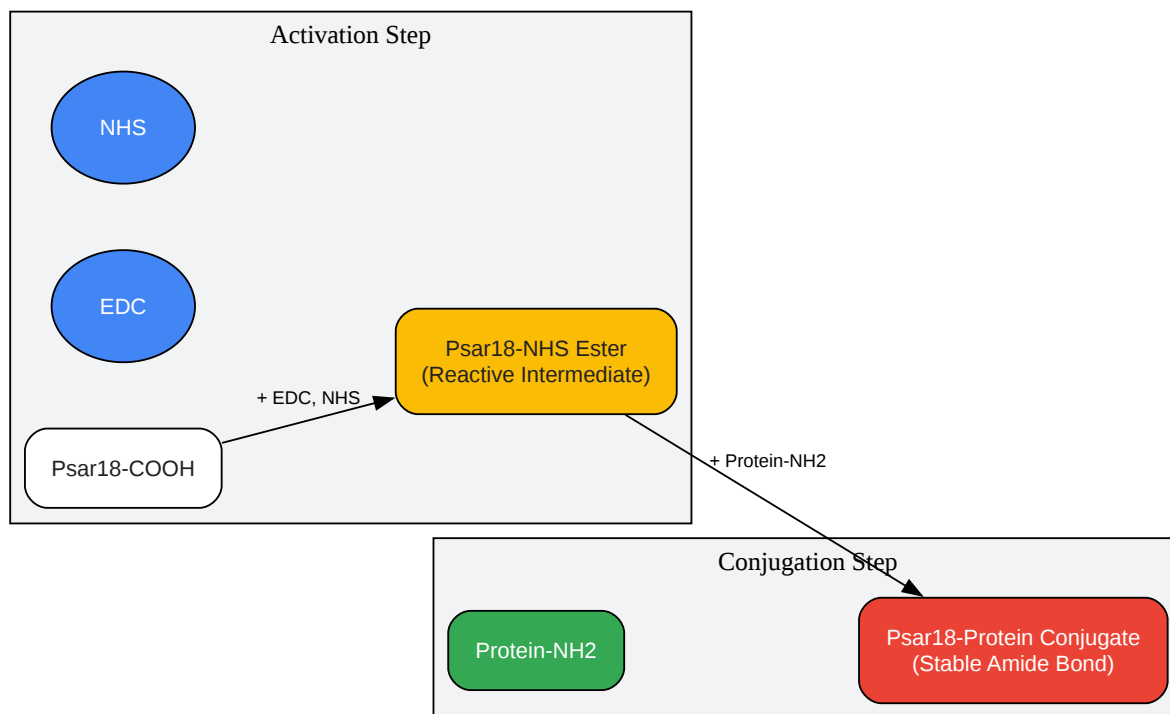 Activation Step
NHS
EDC
Psar18-NHS Ester
(Reactive Intermediate)
+ EDC, NHS
Psar18-COOH
+ Protein-NH2
Conjugation Step
Protein-NH2
Psar18-Protein Conjugate
(Stable Amide Bond)